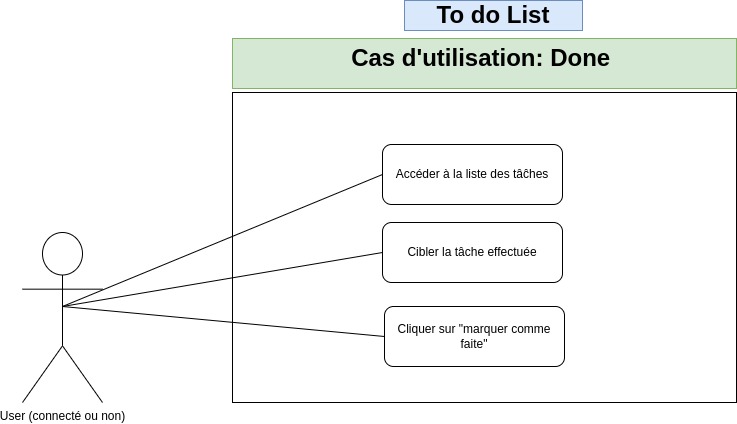 To do List
Cas d'utilisation: Done
Accéder à la liste des tâches
Cibler la tâche effectuée
Cliquer sur "marquer comme
faite"
User (connecté ou non)